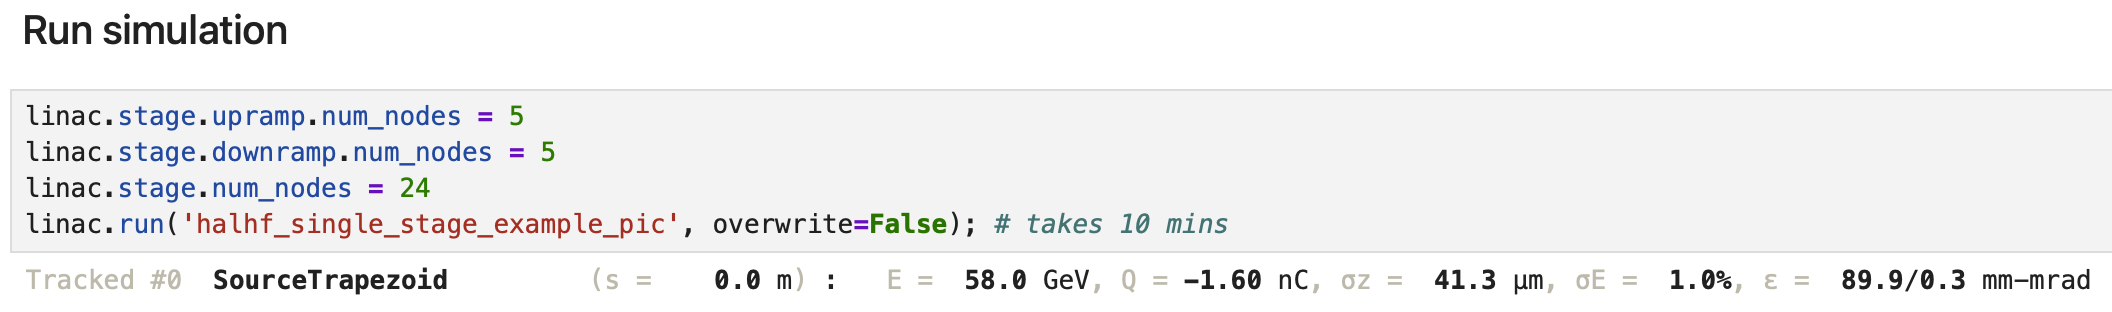 Run simulation
linac.stage.upramp.num_nodes = 5
linac.stage.downramp.num_nodes = 5
linac.stage.num_nodes = 24
linac.run('halhf_single_stage_example_pic', overwrite=False); # takes 10 mins
Tracked #0 SourceTrapezoid (s = 0.0 m) : E = 58.0 GeV, Q = −1.60 nC, σz = 41.3 µm, σE = 1.0%, ε = 89.9/0.3 mm−mrad